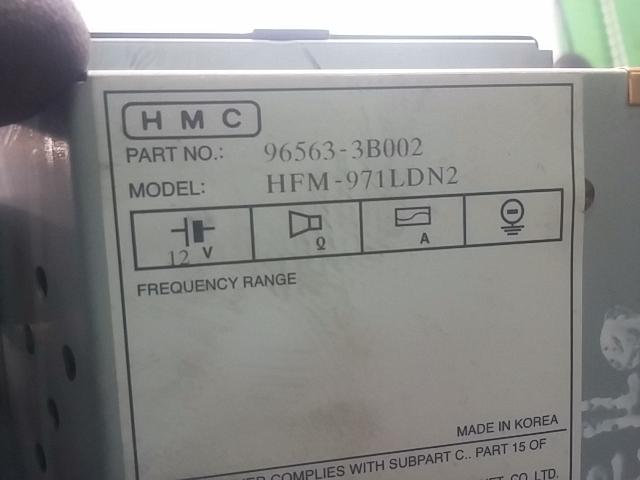 HMC
PART NO.: 96563-3B002
MODEL: HFM-971LDN2
12 V
Ω
A
FREQUENCY RANGE
MADE IN KOREA
COMPLIES WITH SUBPART C.. PART 15 OF
CO. LTD.